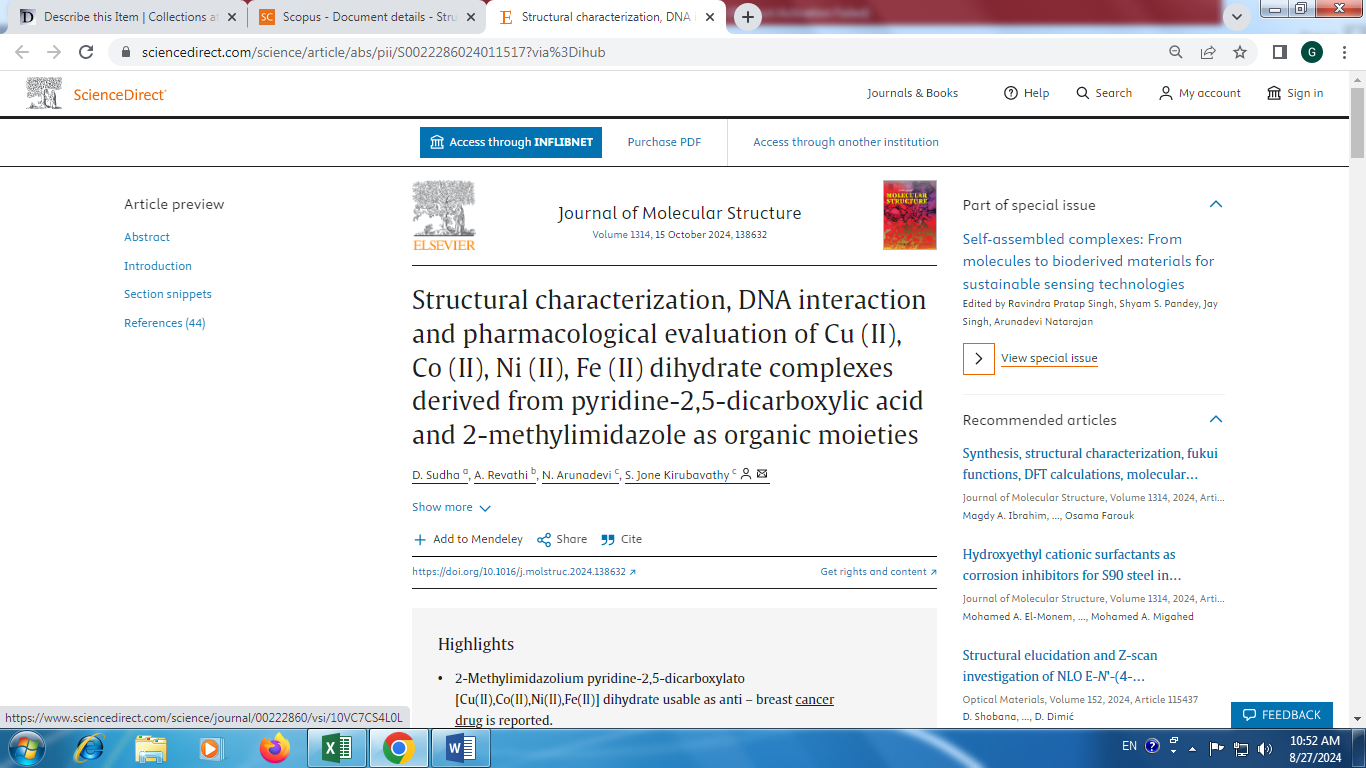 Describe this Item | Collections at
Scopus - Document details - Stru
Structural characterization, DNA i
sciencedirect.com/science/article/abs/pii/S0022286024011517?via%3Dihub
G
ScienceDirect
Journals & Books
Help
Search
My account
Sign in
Access through INFLIBNET
Purchase PDF
Access through another institution
Article preview
Abstract
Introduction
Section snippets
References (44)
ELSEVIER
Journal of Molecular Structure
Volume 1314, 15 October 2024, 138632
MOLECULAR
STRUCTURE
Structural characterization, DNA interaction
and pharmacological evaluation of Cu (II),
Co (II), Ni (II), Fe (II) dihydrate complexes
derived from pyridine-2,5-dicarboxylic acid
and 2-methylimidazole as organic moieties
D. Sudha a, A. Revathi b, N. Arunadevi c, S. Jone Kirubavathy c
Show more
Add to Mendeley
Share
Cite
https://doi.org/10.1016/j.molstruc.2024.138632
Get rights and content
Highlights
• 2-Methylimidazolium pyridine-2,5-dicarboxylato
[Cu(II),Co(II),Ni(II),Fe(II)] dihydrate usable as anti – breast cancer
drug is reported.
Part of special issue
Self-assembled complexes: From
molecules to bioderived materials for
sustainable sensing technologies
Edited by Ravindra Pratap Singh, Shyam S. Pandey, Jay
Singh, Arunadevi Natarajan
View special issue
Recommended articles
Synthesis, structural characterization, fukui
functions, DFT calculations, molecular…
Journal of Molecular Structure, Volume 1314, 2024, Arti…
Magdy A. Ibrahim, …, Osama Farouk
Hydroxyethyl cationic surfactants as
corrosion inhibitors for S90 steel in…
Journal of Molecular Structure, Volume 1314, 2024, Arti…
Mohamed A. El-Monem, …, Mohamed A. Migahed
Structural elucidation and Z-scan
investigation of NLO E-N'-(4-…
Optical Materials, Volume 152, 2024, Article 115437
D. Shobana, …, D. Dimić
FEEDBACK
https://www.sciencedirect.com/science/journal/00222860/vsi/10VC7CS4L0L
EN
10:52 AM
8/27/2024